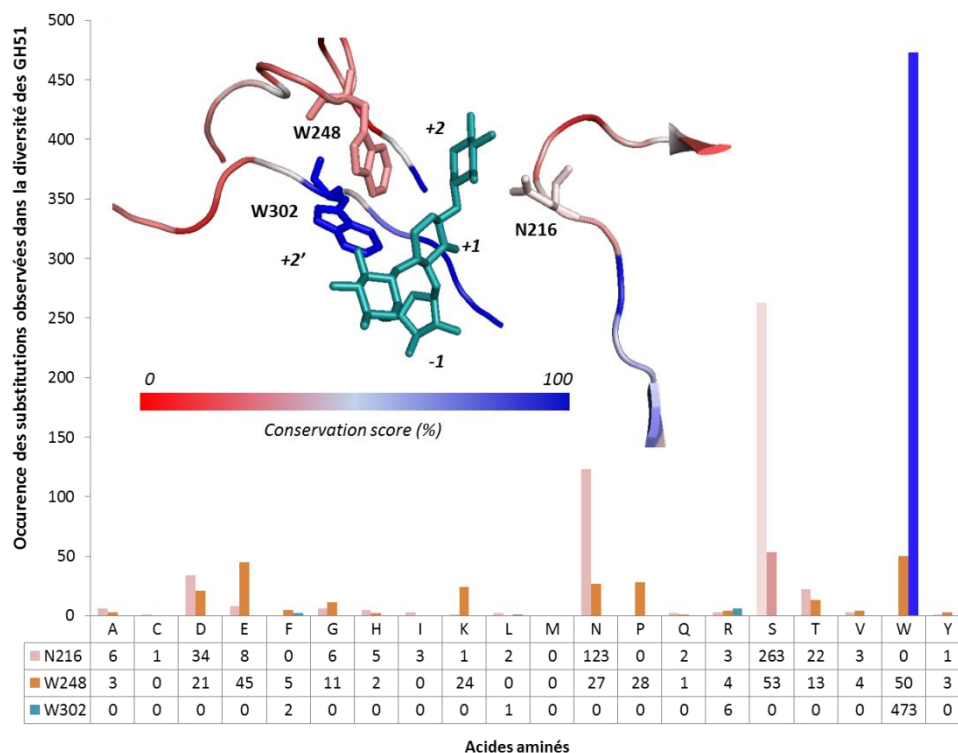 Occurence des substitutions observées dans la diversité des GH51
500
450
400
350
300
250
200
150
100
50
0
W248
+2
W302
N216
+1
+2'
-1
0 100
Conservation score (%)
A C D E F G H I K L M N P Q R S T V W Y
N216 6 1 34 8 0 6 5 3 1 2 0 123 0 2 3 263 22 3 0 1
W248 3 0 21 45 5 11 2 0 24 0 0 27 28 1 4 53 13 4 50 3
W302 0 0 0 0 2 0 0 0 0 1 0 0 0 0 6 0 0 0 473 0
Acides aminés